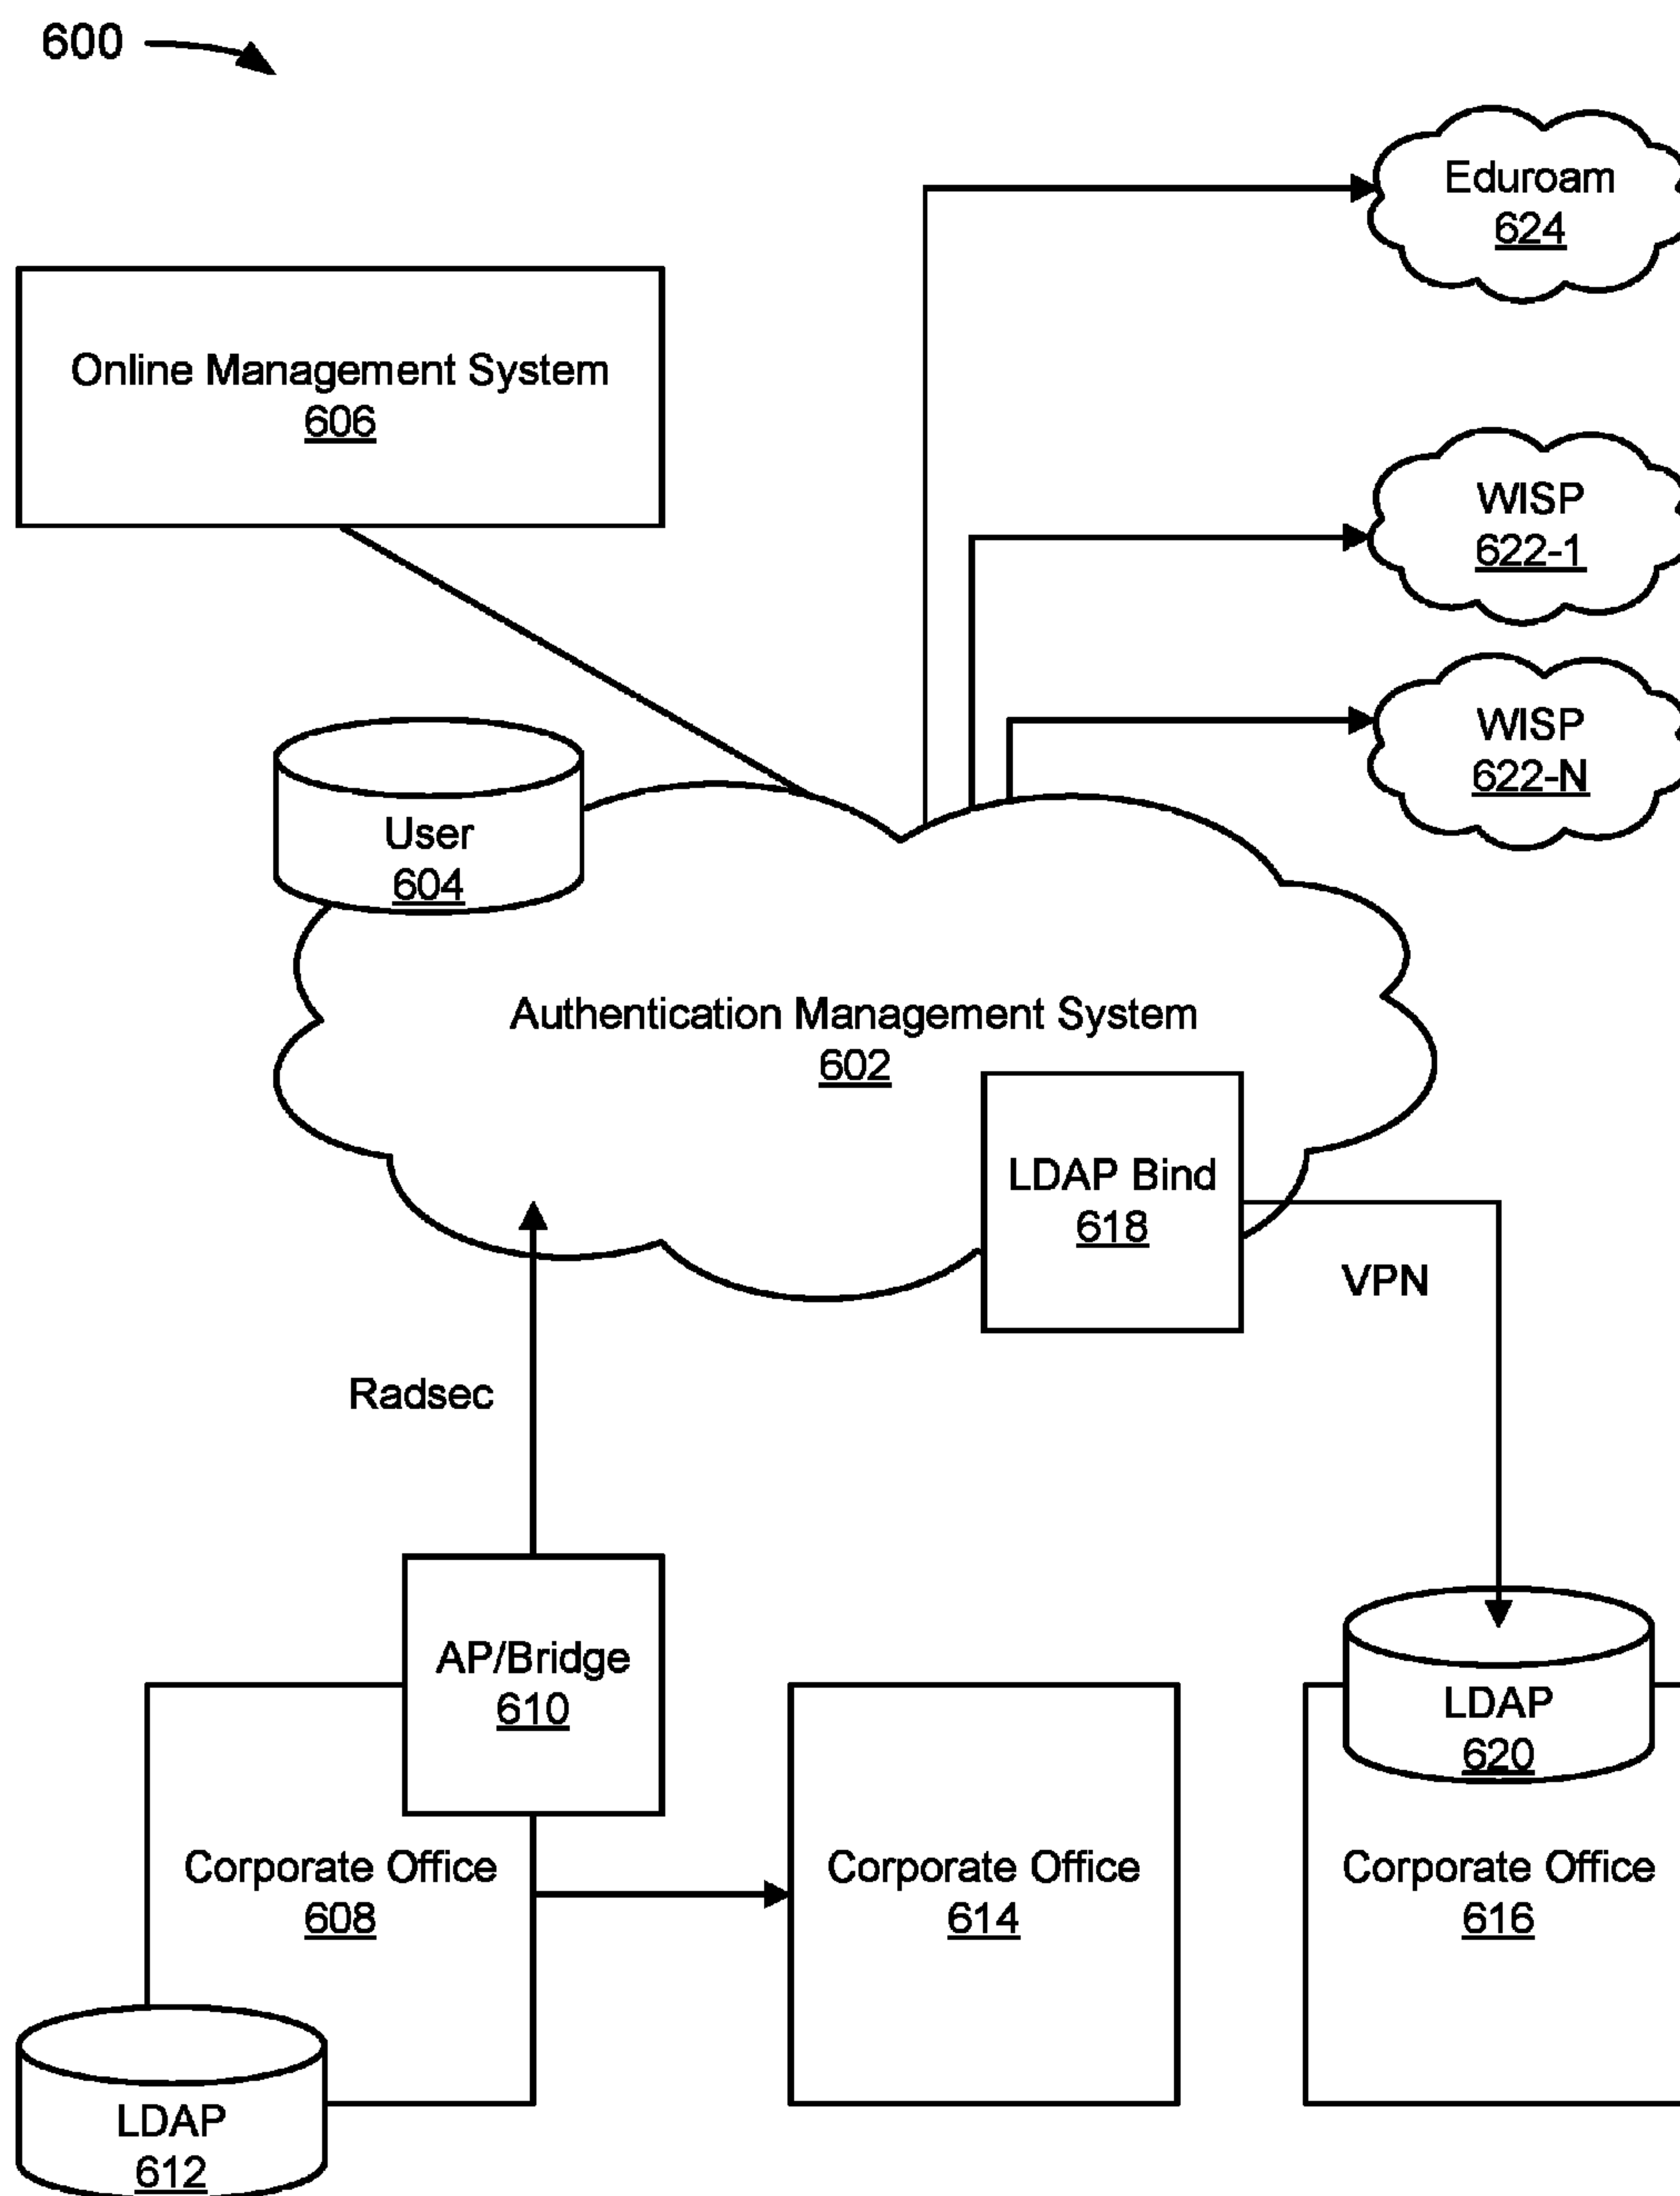 600
Eduroam
624
Online Management System
606
WISP
622-1
WISP
622-N
User
604
Authentication Management System
602
LDAP Bind
618
VPN
Radsec
AP/Bridge
610
LDAP
620
Corporate Office
608
Corporate Office
614
Corporate Office
616
LDAP
612